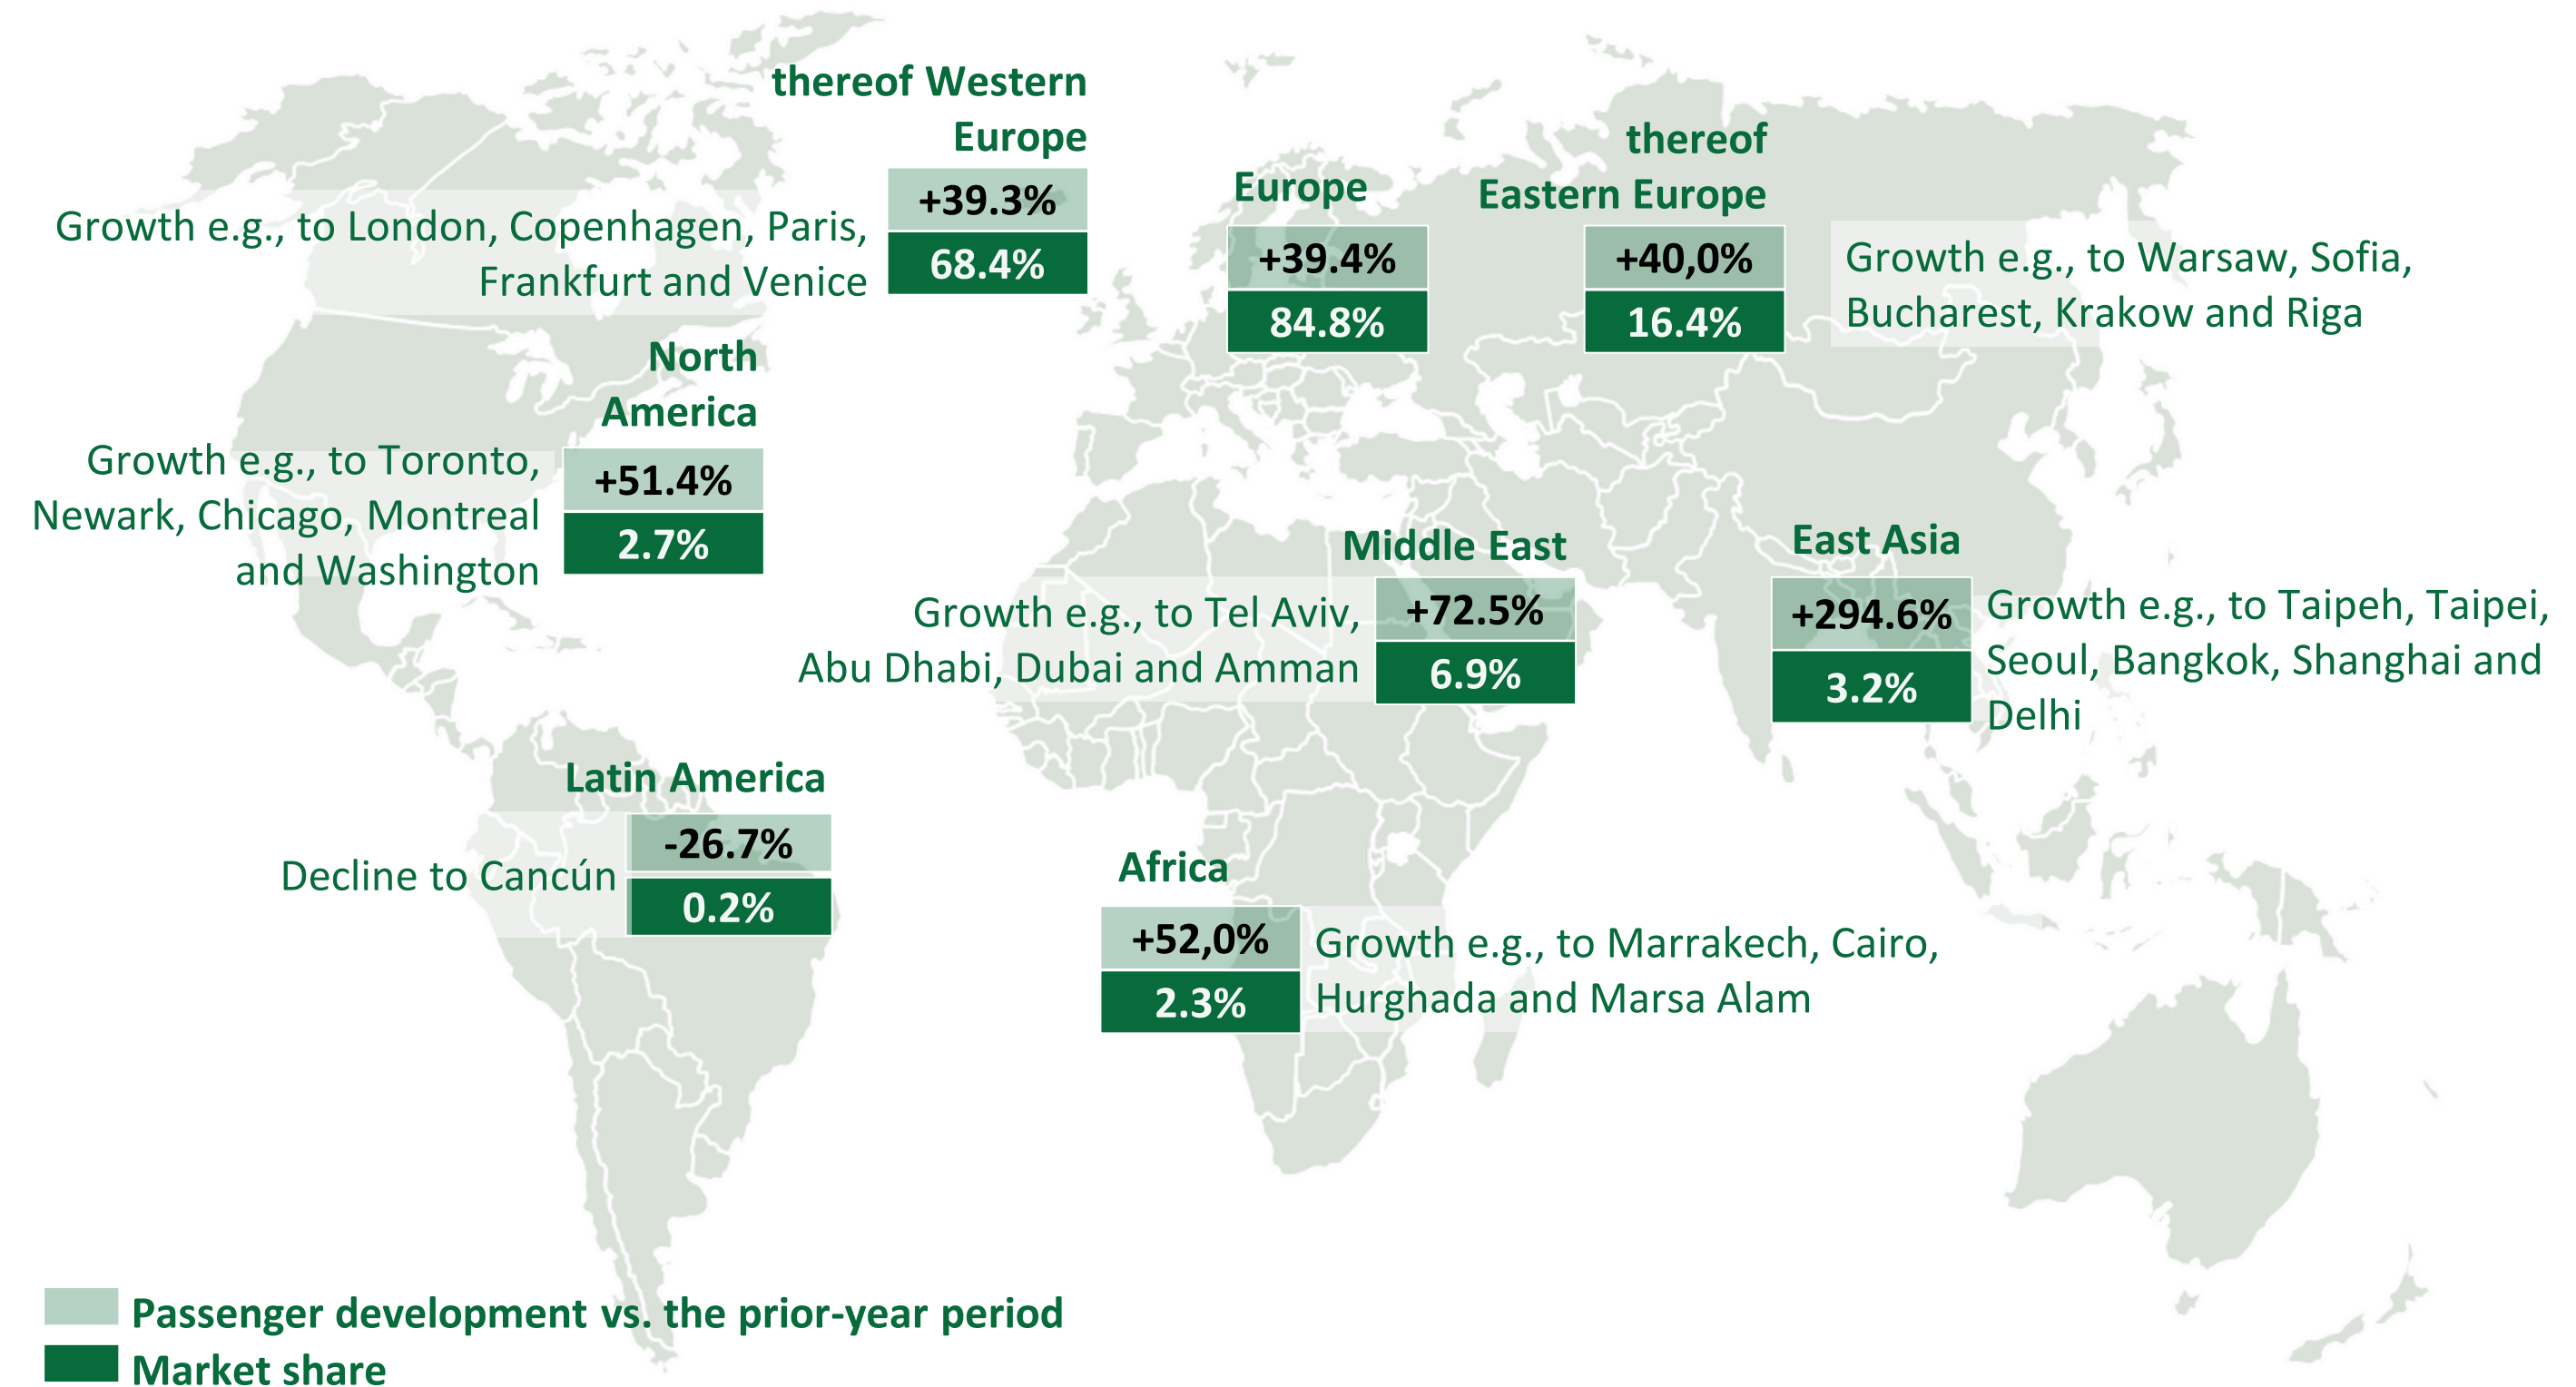 thereof Western
Europe
+39.3%
68.4%
Growth e.g., to London, Copenhagen, Paris,
Frankfurt and Venice
Europe
+39.4%
84.8%
thereof
Eastern Europe
+40,0%
16.4%
Growth e.g., to Warsaw, Sofia,
Bucharest, Krakow and Riga
North
America
+51.4%
2.7%
Growth e.g., to Toronto,
Newark, Chicago, Montreal
and Washington
Middle East
+72.5%
6.9%
Growth e.g., to Tel Aviv,
Abu Dhabi, Dubai and Amman
East Asia
+294.6%
3.2%
Growth e.g., to Taipeh, Taipei,
Seoul, Bangkok, Shanghai and
Delhi
Latin America
-26.7%
0.2%
Decline to Cancún
Africa
+52,0%
2.3%
Growth e.g., to Marrakech, Cairo,
Hurghada and Marsa Alam
Passenger development vs. the prior-year period
Market share